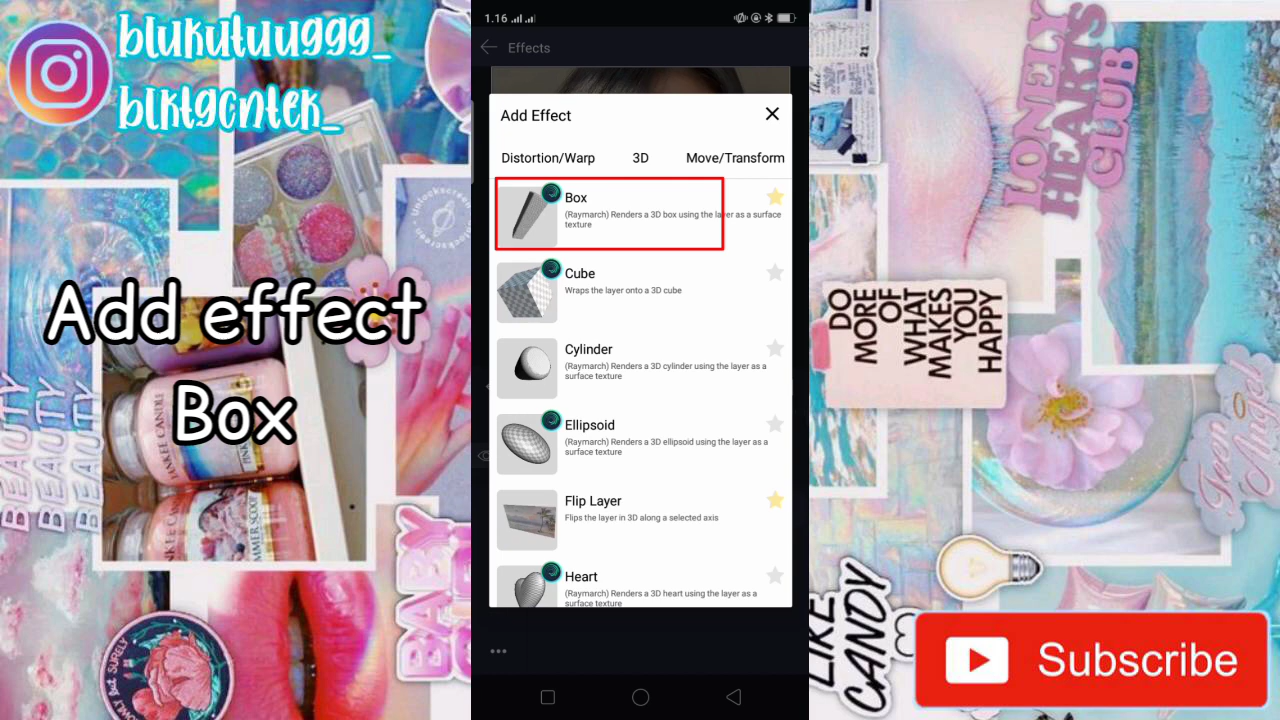 blukutuuggg_
blktgcntek_
Add effect
Box
1.16
Effects
Add Effect
Distortion/Warp
3D
Move/Transform
Box
(Raymarch) Renders a 3D box using the layer as a surface
texture
Cube
Wraps the layer onto a 3D cube
Cylinder
(Raymarch) Renders a 3D cylinder using the layer as a
surface texture
Ellipsoid
(Raymarch) Renders a 3D ellipsoid using the layer as a
surface texture
Flip Layer
Flips the layer in 3D along a selected axis
Heart
(Raymarch) Renders a 3D heart using the layer as a
surface texture
BEAUTY
BEAUTY
BEAUTY
YANKEE CANDLE
BABY
but SURELY
21
LONELY
HEARTS
CLUB
DO
MORE
OF
WHAT
MAKES
YOU
HAPPY
LIKE
CANDY
Subscribe